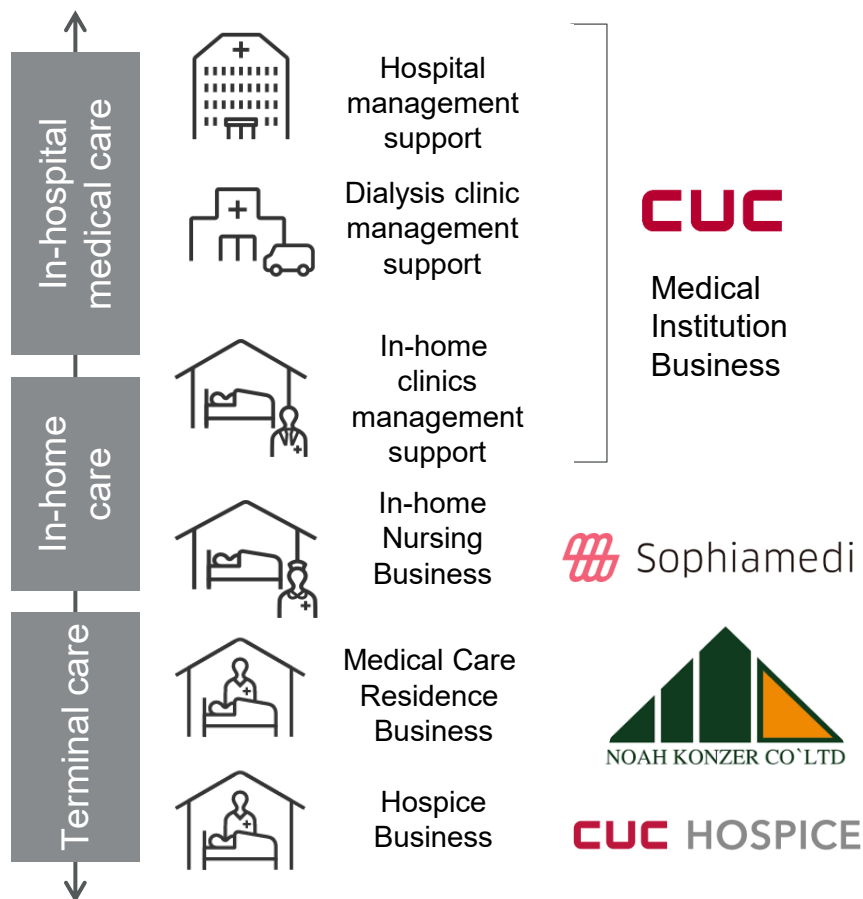 In-hospital
medical care
Hospital
management
support
Dialysis clinic
management
support
CUC
Medical
Institution
Business
In-home
care
In-home
clinics
management
support
In-home
Nursing
Business
Sophiamedi
Terminal care
Medical Care
Residence
Business
NOAH KONZER CO`LTD
Hospice
Business
CUC HOSPICE